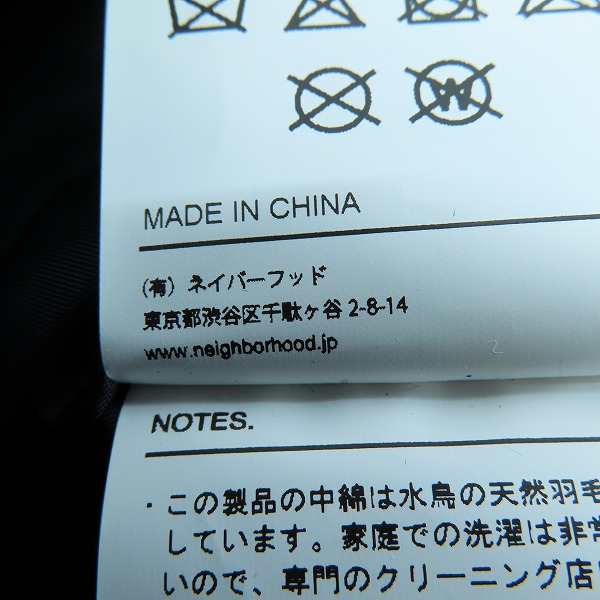 MADE IN CHINA
(有) ネイバーフッド
東京都渋谷区千駄ヶ谷 2-8-14
www.neighborhood.jp
NOTES.
・この製品の中綿は水鳥の天然羽毛
しています。家庭での洗濯は非常
いので、専門のクリーニング店